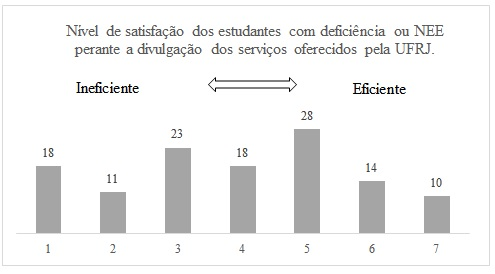 Nível de satisfação dos estudantes com deficiência ou NEE
perante a divulgação dos serviços oferecidos pela UFRJ.
Ineficiente Eficiente
18 11 23 18 28 14 10
1 2 3 4 5 6 7